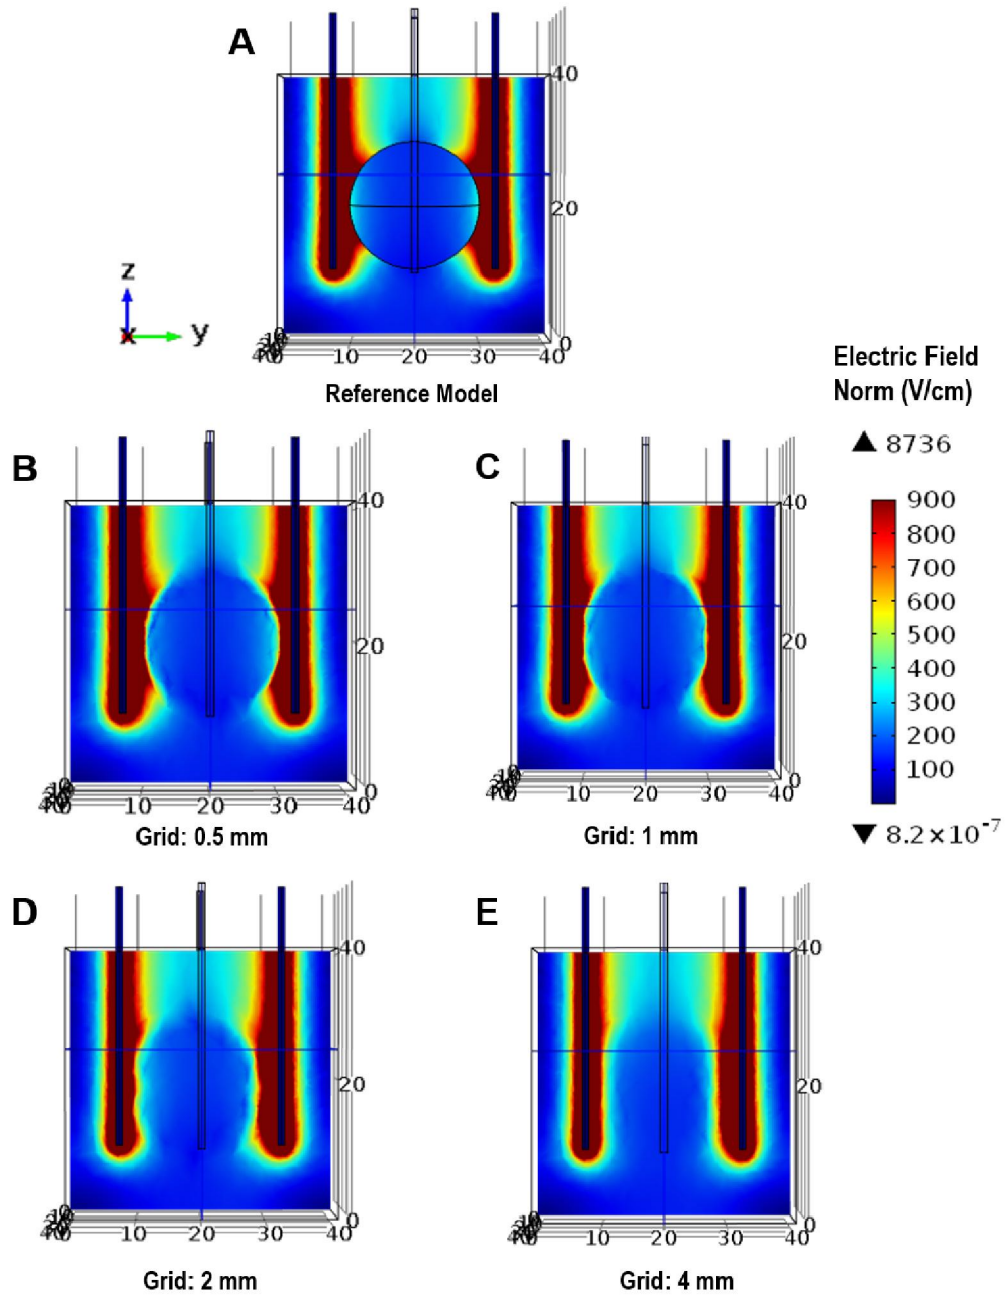 A
40
20
0
10 20 30 40
z
x y
Reference Model
Electric Field
Norm (V/cm)
▲ 8736
900
800
700
600
500
400
300
200
100
▼ 8.2×10⁻⁷
B
40
20
0
10 20 30 40
Grid: 0.5 mm
C
40
20
0
10 20 30 40
Grid: 1 mm
D
40
20
0
10 20 30 40
Grid: 2 mm
E
40
20
0
10 20 30 40
Grid: 4 mm